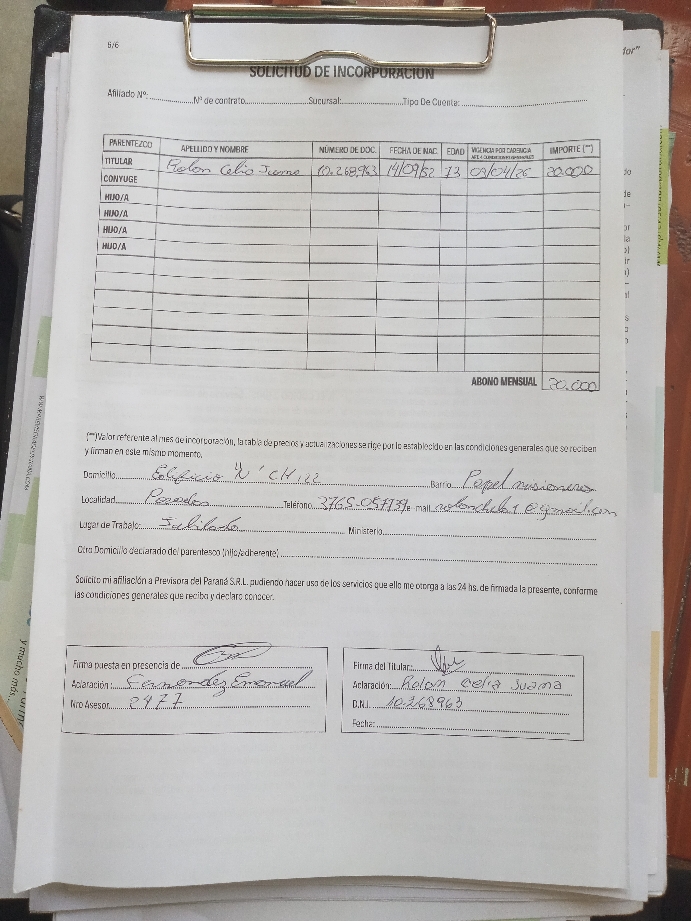 6/6
SOLICITUD DE INCORPORACIÓN
Afiliado Nº: Nº de contrato Sucursal: Tipo De Cuenta:
PARENTEZCO APELLIDO Y NOMBRE NÚMERO DE DOC. FECHA DE NAC. EDAD VIGENCIA POR CARENCIA IMPORTE (**)
TITULAR Rolon Celia Juana 10.268.963 14/09/52 73 09/04/26 20.000
CONYUGE
HIJO/A
HIJO/A
HIJO/A
HIJO/A
ABONO MENSUAL 20.000
(**)Valor referente al mes de incorporación, la tabla de precios y actualizaciones se rige por lo establecido en las condiciones generales que se reciben
y firman en este mismo momento.
Domicilio Edificio "N" CH:22 Barrio Papel misionero
Localidad Posadas Teléfono e-mail
Lugar de Trabajo: Jubilada Ministerio
Otro Domicilio declarado del parentesco (hijo/adherente)
Solicito mi afiliación a Previsora del Paraná S.R.L. pudiendo hacer uso de los servicios que ello me otorga a las 24 hs. de firmada la presente, conforme
las condiciones generales que recibo y declaro conocer.
Firma puesta en presencia de
Aclaración: Fernandez Emanuel
Nro Asesor: 2477
Firma del Titular:
Aclaración: Rolon Celia Juana
D.N.I. 10268963
Fecha:
y mucho más